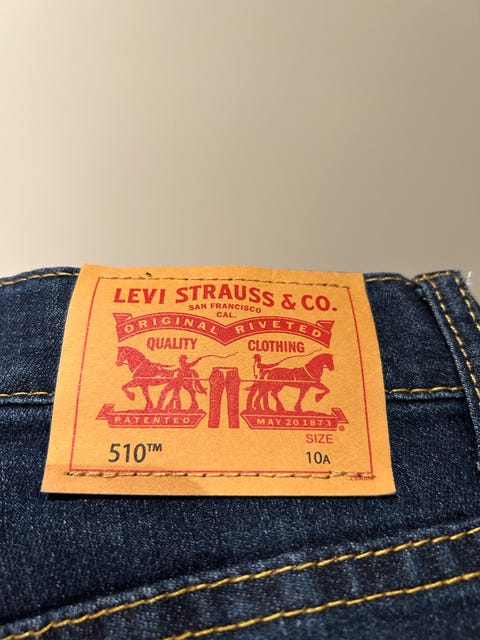 LEVI STRAUSS & CO.
SAN FRANCISCO
CAL.
ORIGINAL RIVETED
QUALITY CLOTHING
PATENTED MAY 20 1873
SIZE
510™ 10A